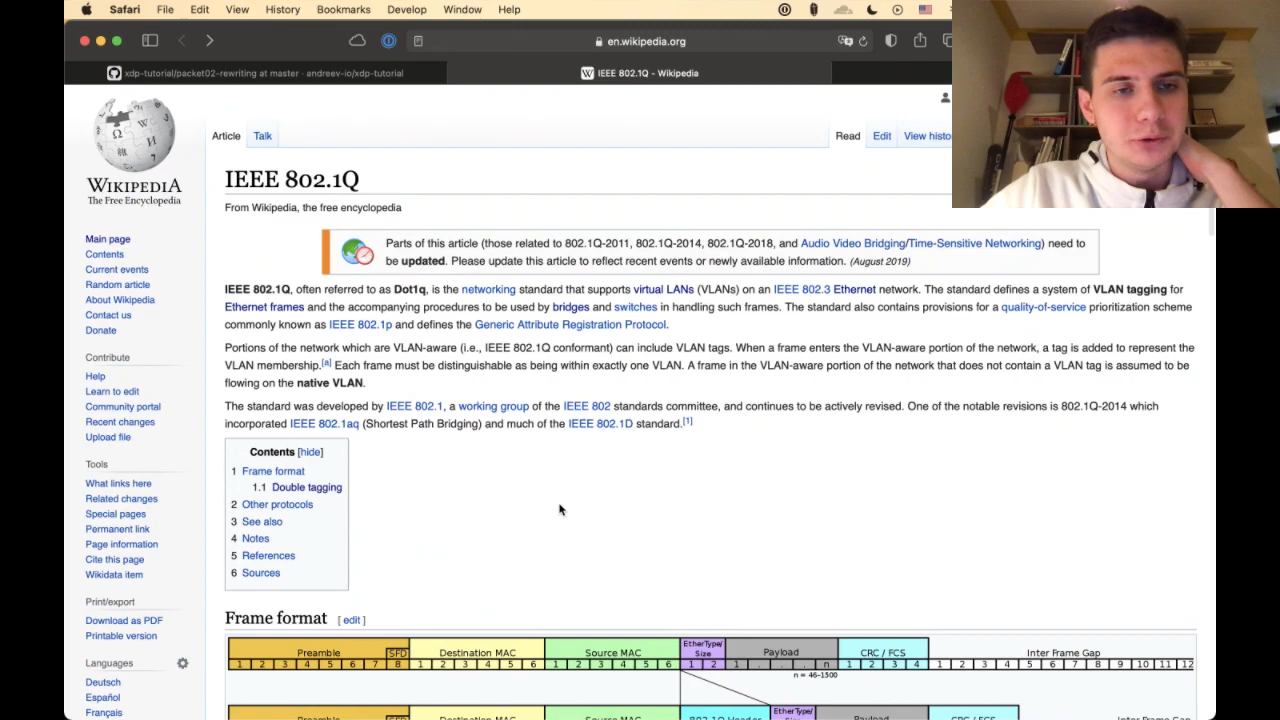 Safari File Edit View History Bookmarks Develop Window Help
en.wikipedia.org
xdp-tutorial/packet02-rewriting at master · andreev-io/xdp-tutorial
W IEEE 802.1Q - Wikipedia
WIKIPEDIA
The Free Encyclopedia
Main page
Contents
Current events
Random article
About Wikipedia
Contact us
Donate
Contribute
Help
Learn to edit
Community portal
Recent changes
Upload file
Tools
What links here
Related changes
Special pages
Permanent link
Page information
Cite this page
Wikidata item
Print/export
Download as PDF
Printable version
Languages
Deutsch
Español
Français
Article Talk Read Edit View histo
IEEE 802.1Q
From Wikipedia, the free encyclopedia
Parts of this article (those related to 802.1Q-2011, 802.1Q-2014, 802.1Q-2018, and Audio Video Bridging/Time-Sensitive Networking) need to
be updated. Please update this article to reflect recent events or newly available information. (August 2019)
IEEE 802.1Q, often referred to as Dot1q, is the networking standard that supports virtual LANs (VLANs) on an IEEE 802.3 Ethernet network. The standard defines a system of VLAN tagging for
Ethernet frames and the accompanying procedures to be used by bridges and switches in handling such frames. The standard also contains provisions for a quality-of-service prioritization scheme
commonly known as IEEE 802.1p and defines the Generic Attribute Registration Protocol.
Portions of the network which are VLAN-aware (i.e., IEEE 802.1Q conformant) can include VLAN tags. When a frame enters the VLAN-aware portion of the network, a tag is added to represent the
VLAN membership.[a] Each frame must be distinguishable as being within exactly one VLAN. A frame in the VLAN-aware portion of the network that does not contain a VLAN tag is assumed to be
flowing on the native VLAN.
The standard was developed by IEEE 802.1, a working group of the IEEE 802 standards committee, and continues to be actively revised. One of the notable revisions is 802.1Q-2014 which
incorporated IEEE 802.1aq (Shortest Path Bridging) and much of the IEEE 802.1D standard.[1]
Contents [hide]
1 Frame format
1.1 Double tagging
2 Other protocols
3 See also
4 Notes
5 References
6 Sources
Frame format [ edit ]
Preamble SFD Destination MAC Source MAC EtherType/ Size Payload CRC / FCS Inter Frame Gap
1 2 3 4 5 6 7 8 1 2 3 4 5 6 1 2 3 4 5 6 1 2 1 . . . n 1 2 3 4 1 2 3 4 5 6 7 8 9 10 11 12
n = 46-1500
Preamble SFD Destination MAC Source MAC 802.1Q Header EtherType/ Payload CRC / FCS Inter Frame Gap